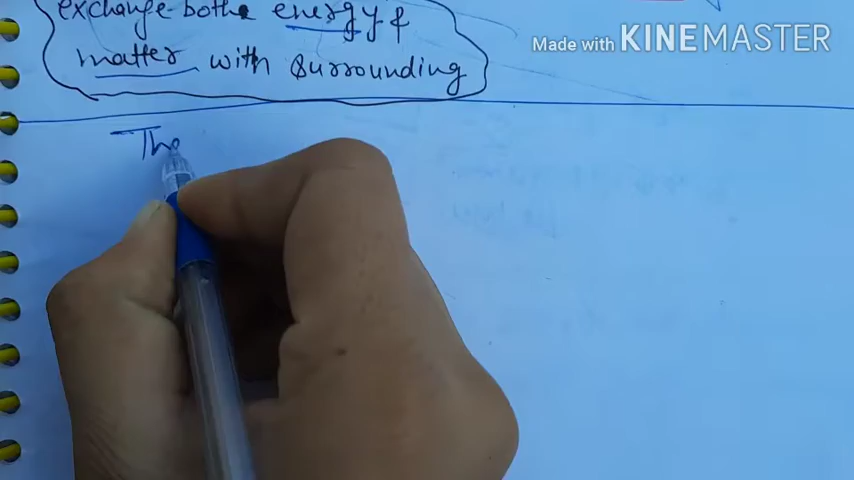 exchange both energy &
matter with surrounding
Made with KINEMASTER
The